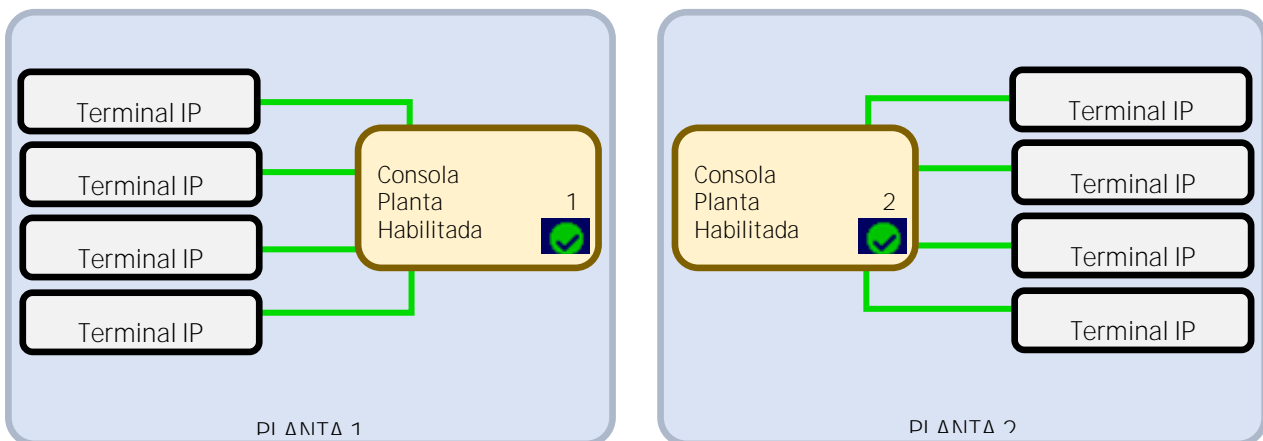 Terminal IP
Terminal IP
Terminal IP
Terminal IP
Consola
Planta 1
Habilitada
PLANTA 1
Consola
Planta 2
Habilitada
Terminal IP
Terminal IP
Terminal IP
Terminal IP
PLANTA 2